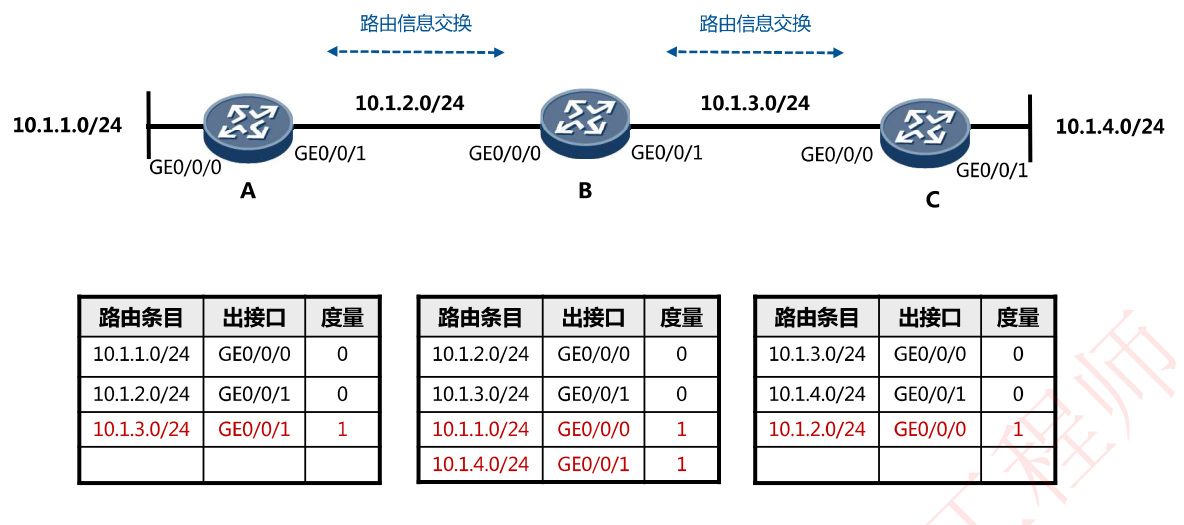 路由信息交换 路由信息交换
10.1.2.0/24 10.1.3.0/24
10.1.1.0/24 10.1.4.0/24
GE0/0/0 GE0/0/1 GE0/0/0 GE0/0/1 GE0/0/0 GE0/0/1
A B C
路由条目 出接口 度量
10.1.1.0/24 GE0/0/0 0
10.1.2.0/24 GE0/0/1 0
10.1.3.0/24 GE0/0/1 1
路由条目 出接口 度量
10.1.2.0/24 GE0/0/0 0
10.1.3.0/24 GE0/0/1 0
10.1.1.0/24 GE0/0/0 1
10.1.4.0/24 GE0/0/1 1
路由条目 出接口 度量
10.1.3.0/24 GE0/0/0 0
10.1.4.0/24 GE0/0/1 0
10.1.2.0/24 GE0/0/0 1
工程师